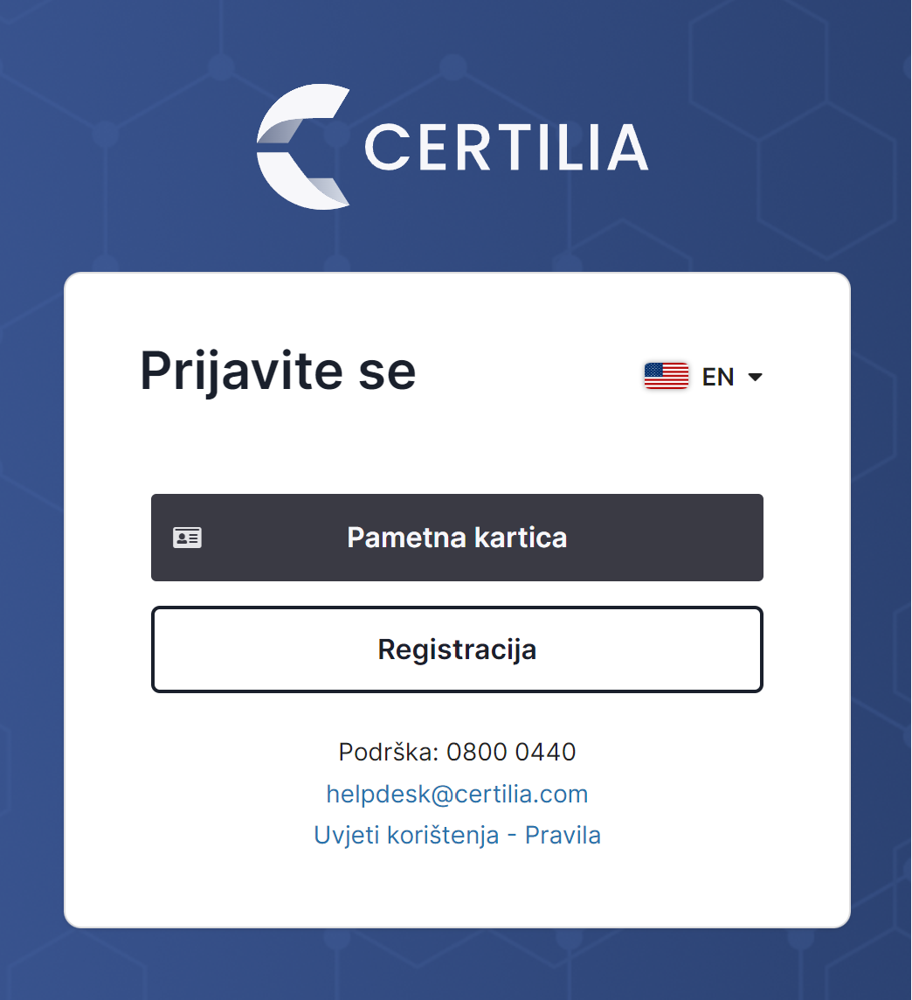 CERTILIA
Prijavite se
EN
Pametna kartica
Registracija
Podrška: 0800 0440
helpdesk@certilia.com
Uvjeti korištenja - Pravila